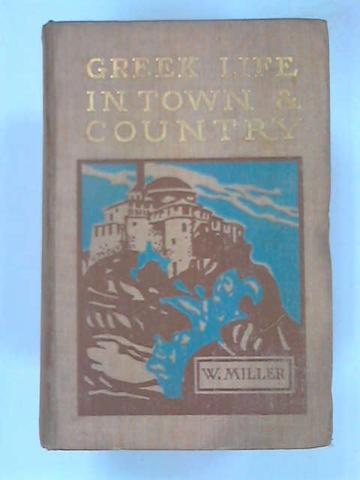 GREEK LIFE
IN TOWN &
COUNTRY
W. MILLER